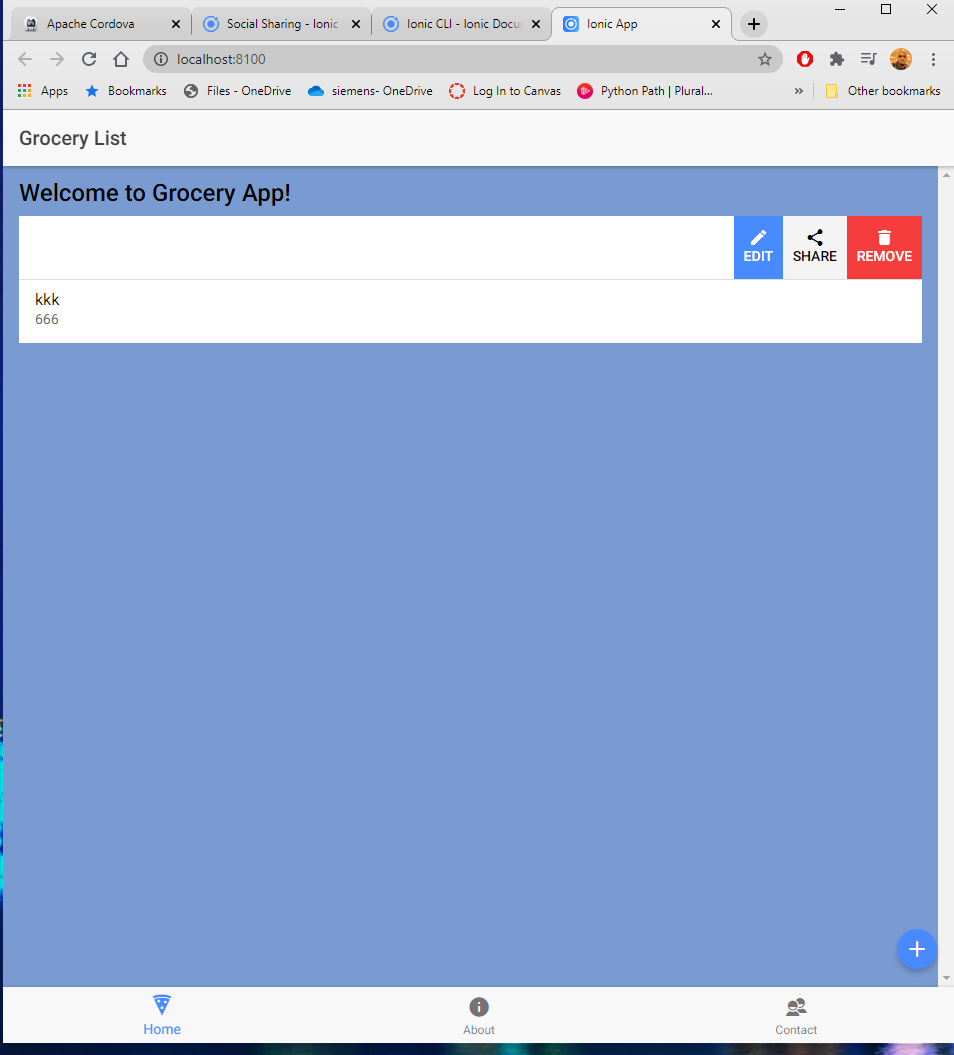 Apache Cordova
Social Sharing - Ionic
Ionic CLI - Ionic Docu
Ionic App
localhost:8100
Apps
Bookmarks
Files - OneDrive
siemens- OneDrive
Log In to Canvas
Python Path | Plural...
»
Other bookmarks
Grocery List
Welcome to Grocery App!
EDIT
SHARE
REMOVE
kkk
666
Home
About
Contact